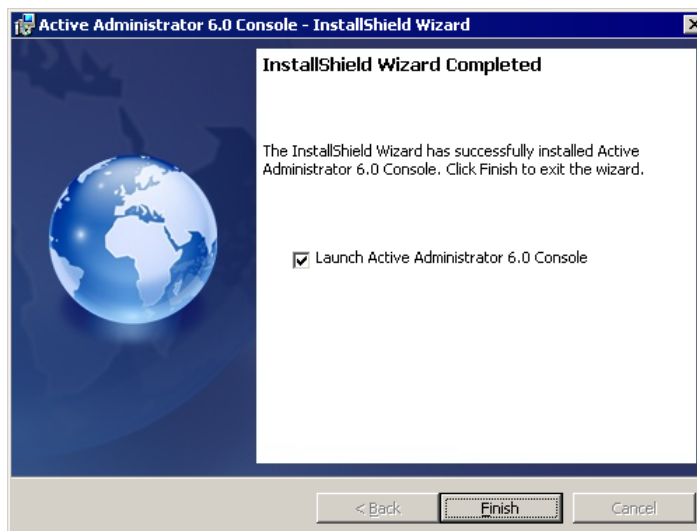 Active Administrator 6.0 Console - InstallShield Wizard
InstallShield Wizard Completed
The InstallShield Wizard has successfully installed Active
Administrator 6.0 Console. Click Finish to exit the wizard.
Launch Active Administrator 6.0 Console
< Back
Finish
Cancel